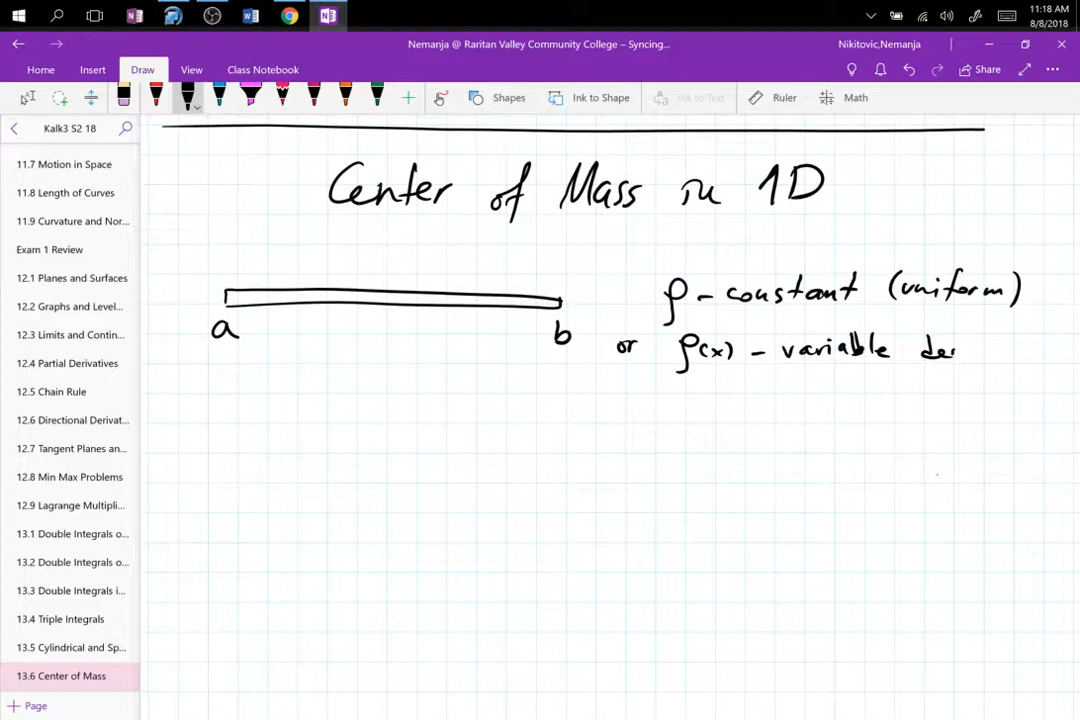 11:18 AM
8/8/2018
Nemanja @ Raritan Valley Community College – Syncing...
Nikitovic,Nemanja
Home
Insert
Draw
View
Class Notebook
Share
Shapes
Ink to Shape
Ink to Text
Ruler
Math
Kalk3 S2 18
11.7 Motion in Space
11.8 Length of Curves
11.9 Curvature and Nor...
Exam 1 Review
12.1 Planes and Surfaces
12.2 Graphs and Level...
12.3 Limits and Contin...
12.4 Partial Derivatives
12.5 Chain Rule
12.6 Directional Derivat...
12.7 Tangent Planes an...
12.8 Min Max Problems
12.9 Lagrange Multipli...
13.1 Double Integrals o...
13.2 Double Integrals o...
13.3 Double Integrals i...
13.4 Triple Integrals
13.5 Cylindrical and Sp...
13.6 Center of Mass
Page
Center of Mass in 1D
a b
ρ – constant (uniform)
or ρ(x) – variable de